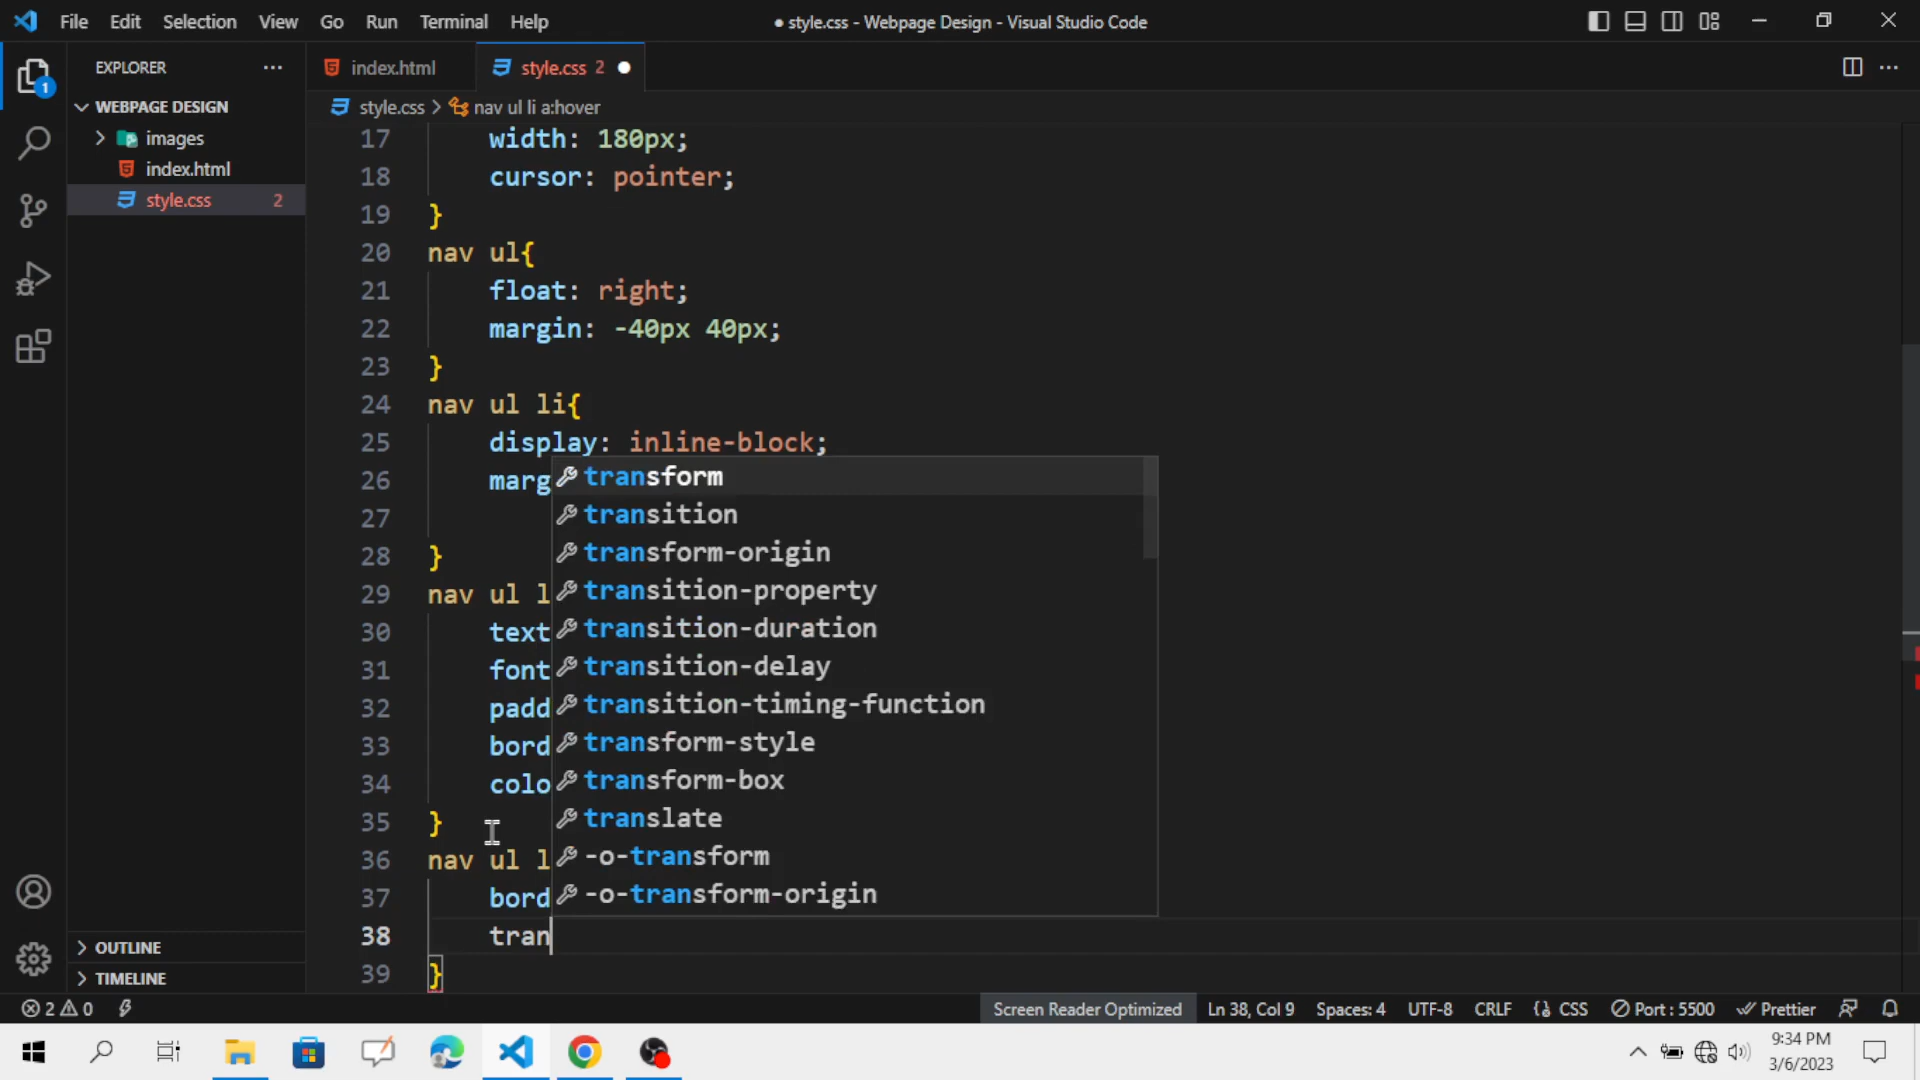 File Edit Selection View Go Run Terminal Help
● style.css - Webpage Design - Visual Studio Code
EXPLORER
index.html
style.css 2
WEBPAGE DESIGN
images
index.html
style.css 2
style.css > nav ul li a:hover
17 width: 180px;
18 cursor: pointer;
19 }
20 nav ul{
21 float: right;
22 margin: -40px 40px;
23 }
24 nav ul li{
25 display: inline-block;
26 marg
27
28 }
29 nav ul l
30 text
31 font
32 padd
33 bord
34 colo
35 }
36 nav ul l
37 bord
38 tran
39 }
transform
transition
transform-origin
transition-property
transition-duration
transition-delay
transition-timing-function
transform-style
transform-box
translate
-o-transform
-o-transform-origin
OUTLINE
TIMELINE
1
2 0
Screen Reader Optimized Ln 38, Col 9 Spaces: 4 UTF-8 CRLF {} CSS Port : 5500 Prettier
9:34 PM
3/6/2023